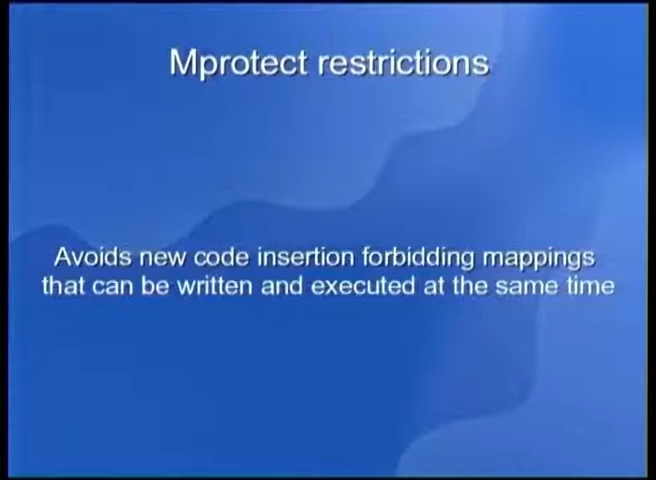 Mprotect restrictions
Avoids new code insertion forbidding mappings
that can be written and executed at the same time